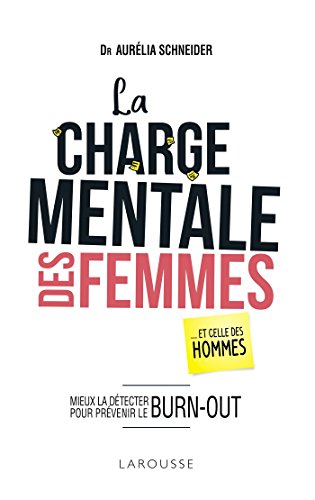 DR AURÉLIA SCHNEIDER
La
CHARGE
MENTALE
DES FEMMES
... ET CELLE DES
HOMMES
MIEUX LA DÉTECTER
POUR PRÉVENIR LE BURN-OUT
LAROUSSE